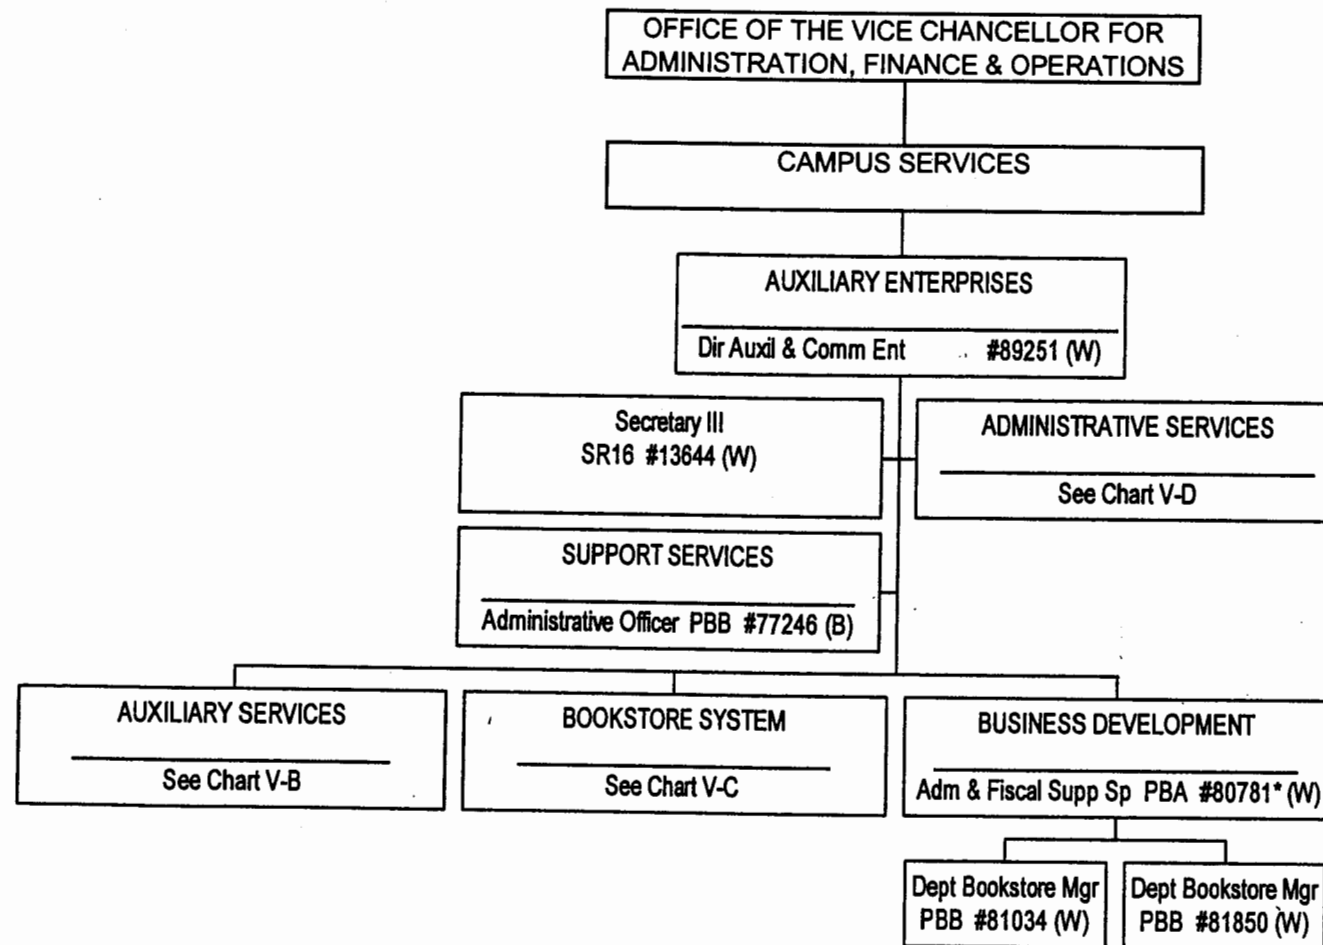 OFFICE OF THE VICE CHANCELLOR FOR
ADMINISTRATION, FINANCE & OPERATIONS
CAMPUS SERVICES
AUXILIARY ENTERPRISES
Dir Auxil & Comm Ent #89251 (W)
Secretary III
SR16 #13644 (W)
ADMINISTRATIVE SERVICES
See Chart V-D
SUPPORT SERVICES
Administrative Officer PBB #77246 (B)
AUXILIARY SERVICES
See Chart V-B
BOOKSTORE SYSTEM
See Chart V-C
BUSINESS DEVELOPMENT
Adm & Fiscal Supp Sp PBA #80781* (W)
Dept Bookstore Mgr
PBB #81034 (W)
Dept Bookstore Mgr
PBB #81850 (W)